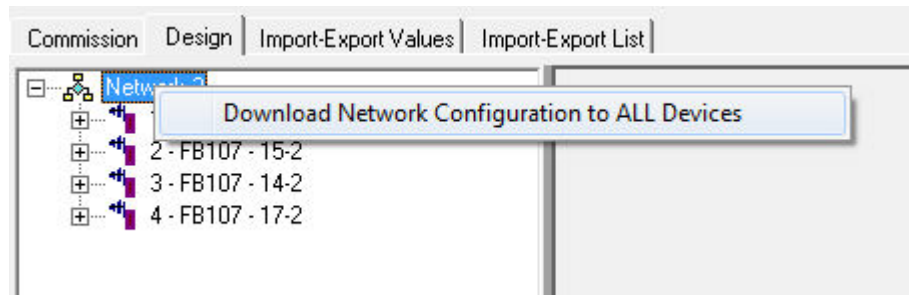 Commission Design Import-Export Values Import-Export List
Download Network Configuration to ALL Devices
2 - FB107 - 15-2
3 - FB107 - 14-2
4 - FB107 - 17-2